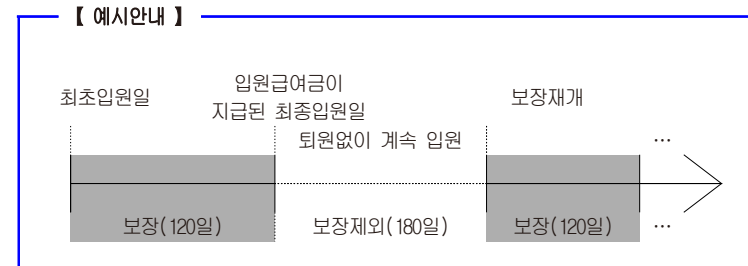 【 예시안내 】
최초입원일
입원급여금이
지급된 최종입원일
보장재개
퇴원없이 계속 입원
…
보장(120일)
보장제외(180일)
보장(120일)
…